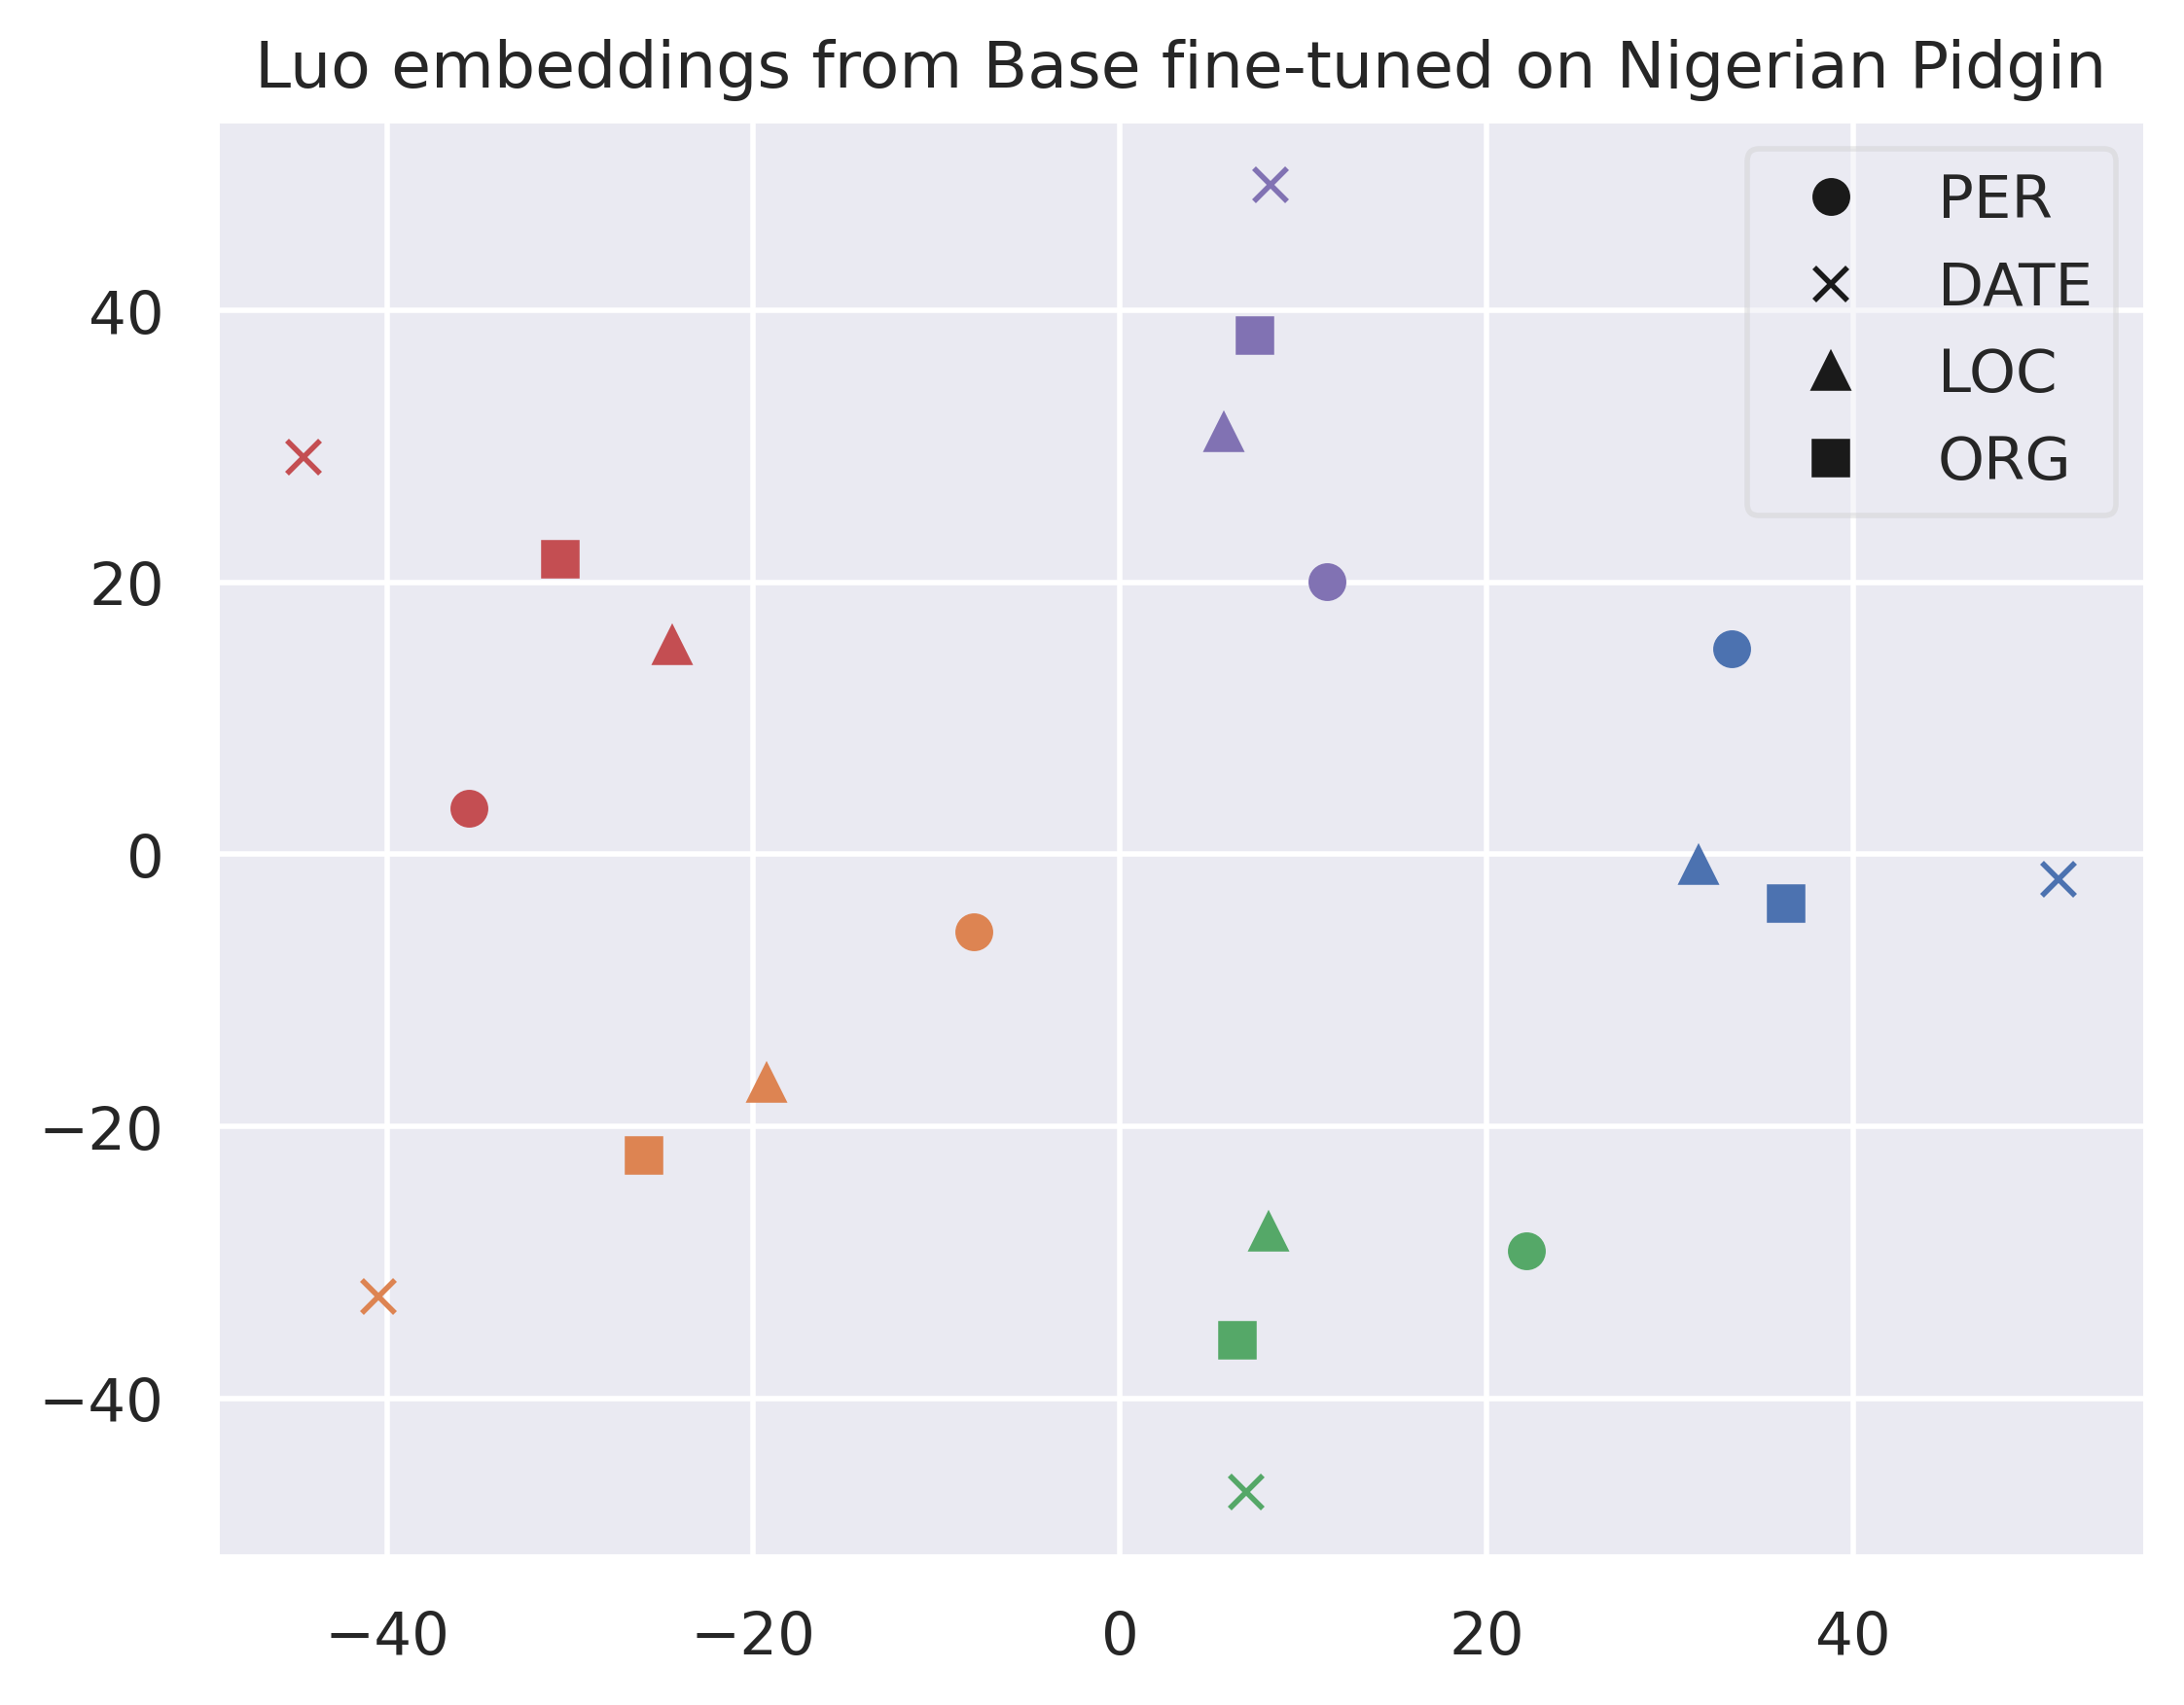 Luo embeddings from Base fine-tuned on Nigerian Pidgin
PER
DATE
LOC
ORG
40
20
0
−20
−40
−40 −20 0 20 40